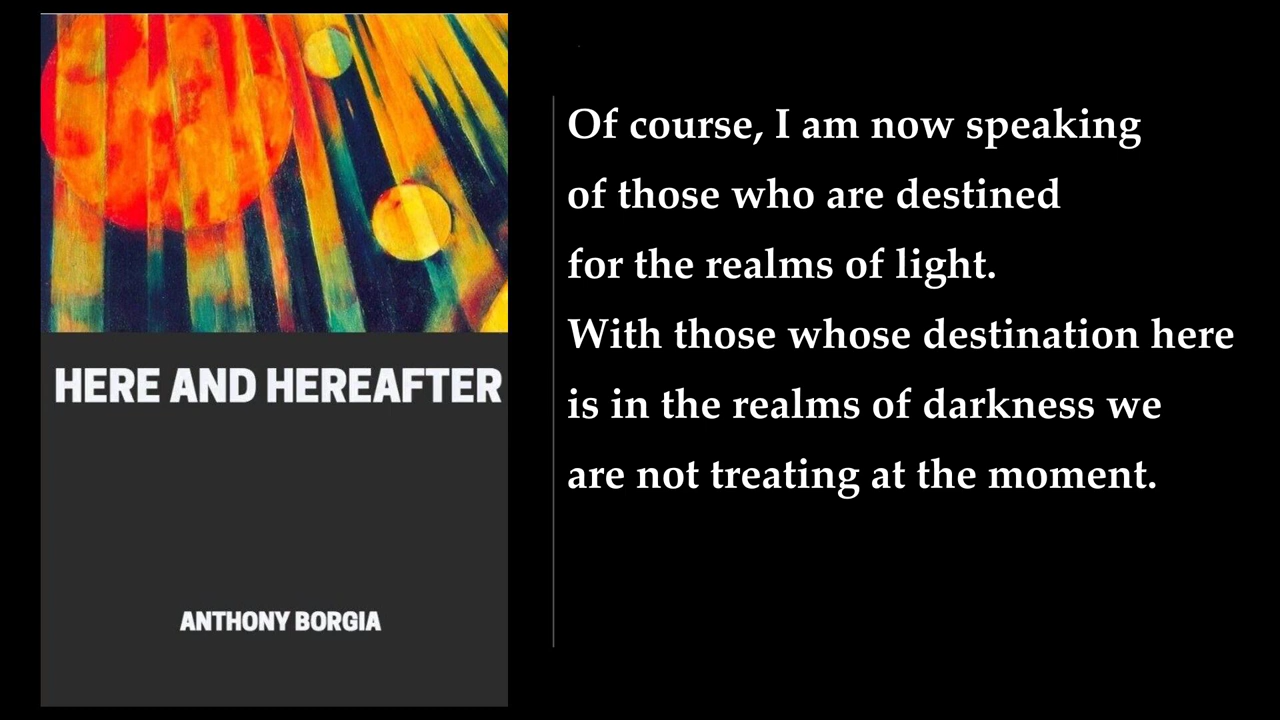 HERE AND HEREAFTER
ANTHONY BORGIA
Of course, I am now speaking
of those who are destined
for the realms of light.
With those whose destination here
is in the realms of darkness we
are not treating at the moment.